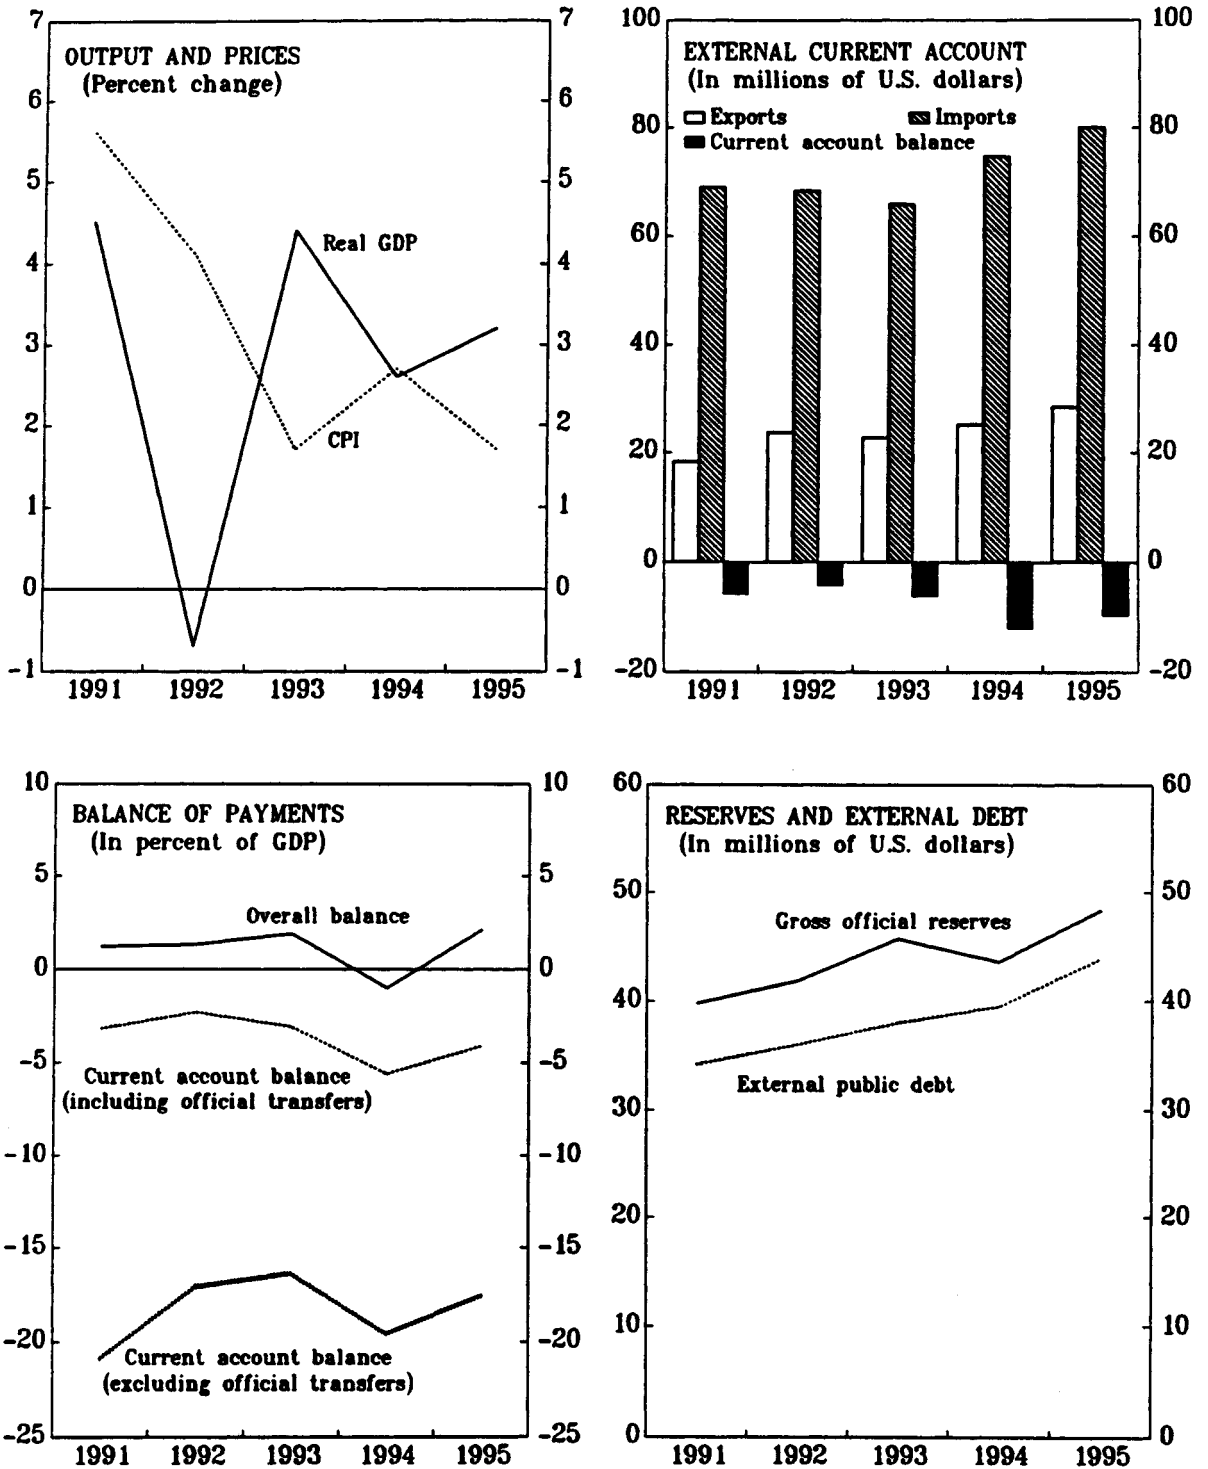 OUTPUT AND PRICES
(Percent change)
7
6
5
4
3
2
1
0
-1
7
6
5
4
3
2
1
0
-1
Real GDP
CPI
1991 1992 1993 1994 1995
EXTERNAL CURRENT ACCOUNT
(In millions of U.S. dollars)
Exports Imports
Current account balance
100
80
60
40
20
0
-20
100
80
60
40
20
0
-20
1991 1992 1993 1994 1995
BALANCE OF PAYMENTS
(In percent of GDP)
10
5
0
-5
-10
-15
-20
-25
10
5
0
-5
-10
-15
-20
-25
Overall balance
Current account balance
(including official transfers)
Current account balance
(excluding official transfers)
1991 1992 1993 1994 1995
RESERVES AND EXTERNAL DEBT
(In millions of U.S. dollars)
60
50
40
30
20
10
0
60
50
40
30
20
10
0
Gross official reserves
External public debt
1991 1992 1993 1994 1995